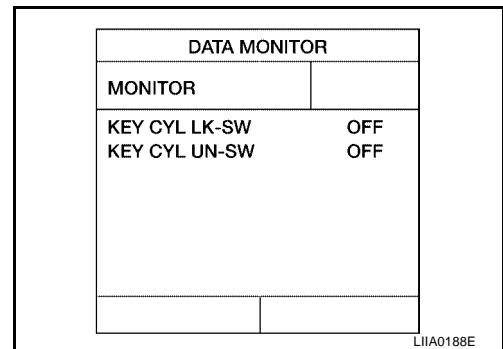 DATA MONITOR
MONITOR
KEY CYL LK-SW OFF
KEY CYL UN-SW OFF
LIIA0188E